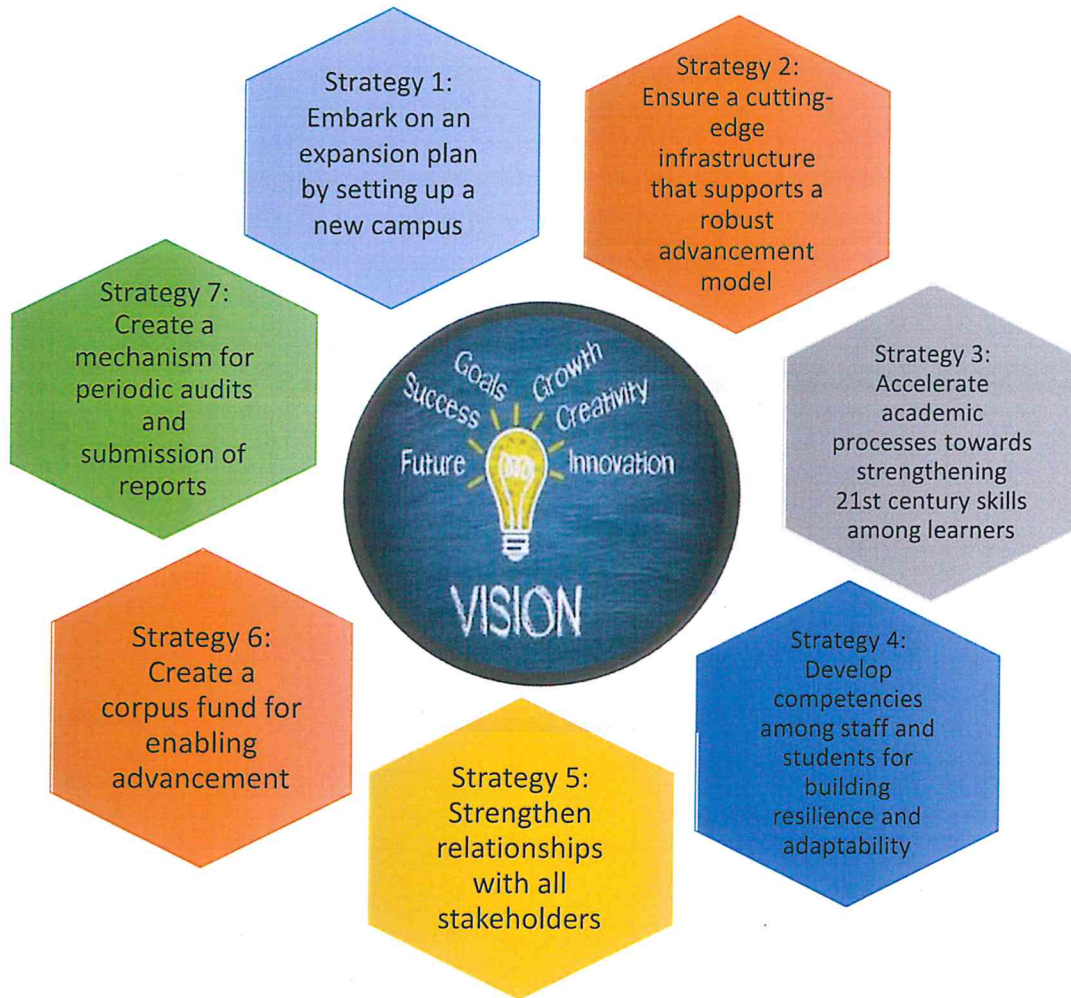 Strategy 1:
Embark on an
expansion plan
by setting up a
new campus
Strategy 2:
Ensure a cutting-
edge
infrastructure
that supports a
robust
advancement
model
Strategy 3:
Accelerate
academic
processes towards
strengthening
21st century skills
among learners
Strategy 4:
Develop
competencies
among staff and
students for
building
resilience and
adaptability
Strategy 5:
Strengthen
relationships
with all
stakeholders
Strategy 6:
Create a
corpus fund for
enabling
advancement
Strategy 7:
Create a
mechanism for
periodic audits
and
submission of
reports
Future
Success
Goals
Growth
Creativity
Innovation
VISION